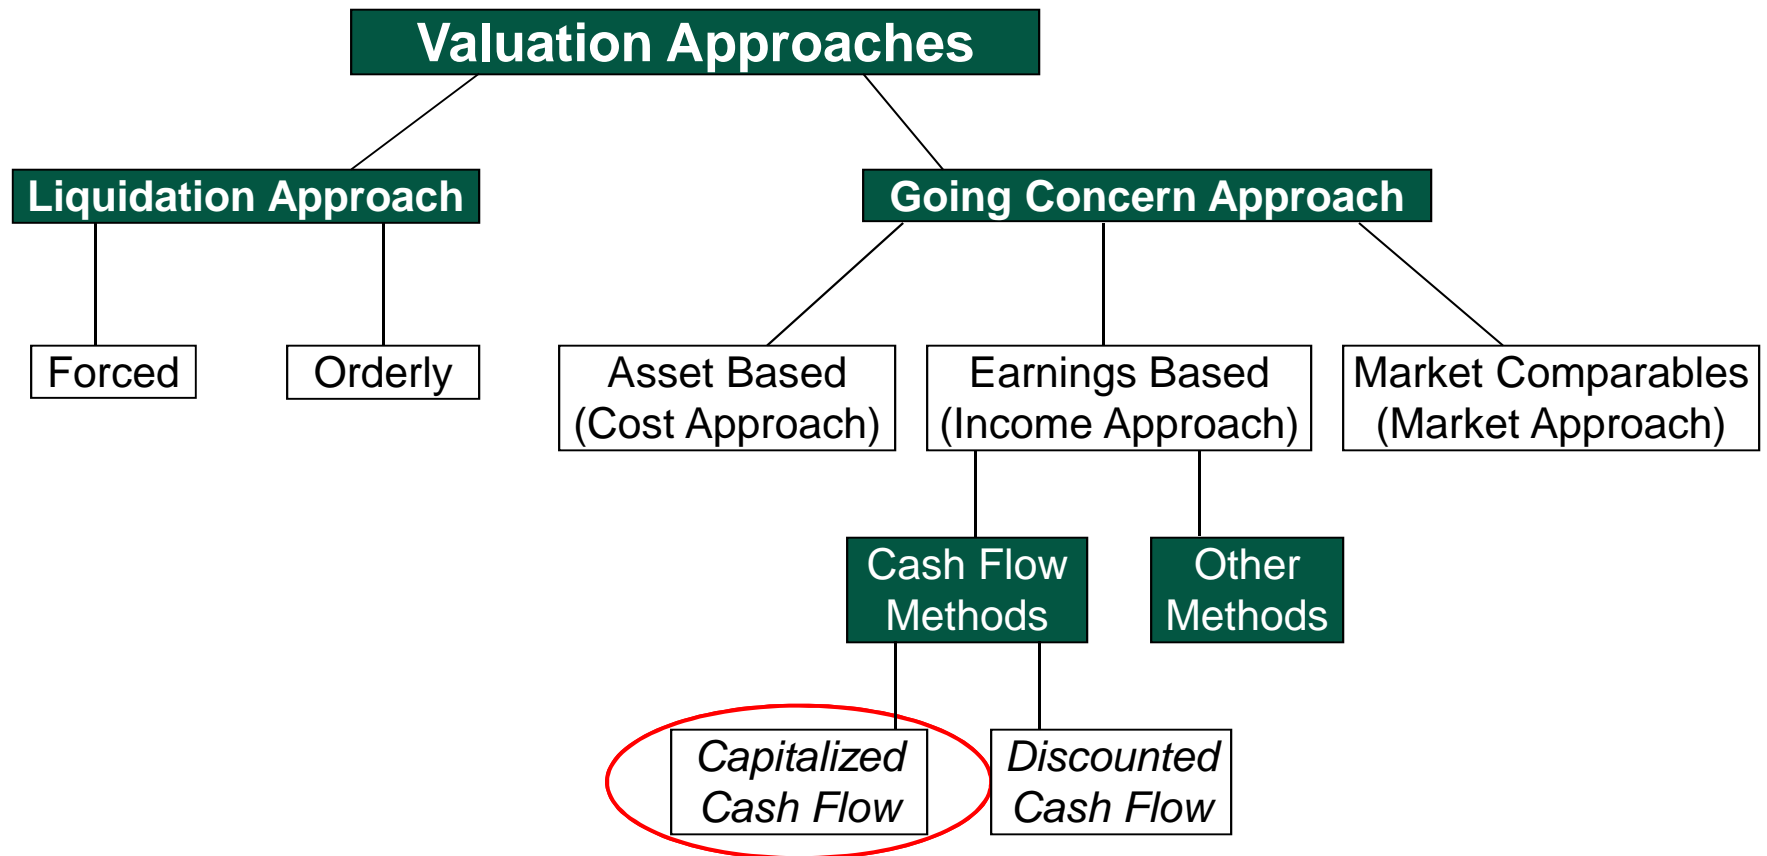 Valuation Approaches
Liquidation Approach
Going Concern Approach
Forced
Orderly
Asset Based
(Cost Approach)
Earnings Based
(Income Approach)
Market Comparables
(Market Approach)
Cash Flow
Methods
Other
Methods
Capitalized
Cash Flow
Discounted
Cash Flow